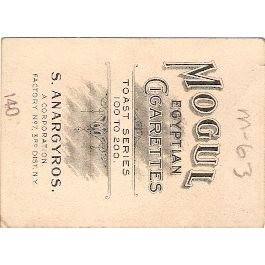 MOGUL
EGYPTIAN
CIGARETTES
TOAST SERIES
100 TO 200.
S. ANARGYROS.
A CORPORATION
FACTORY Nº 7, 3RD DIST. N.Y.
140
m-63